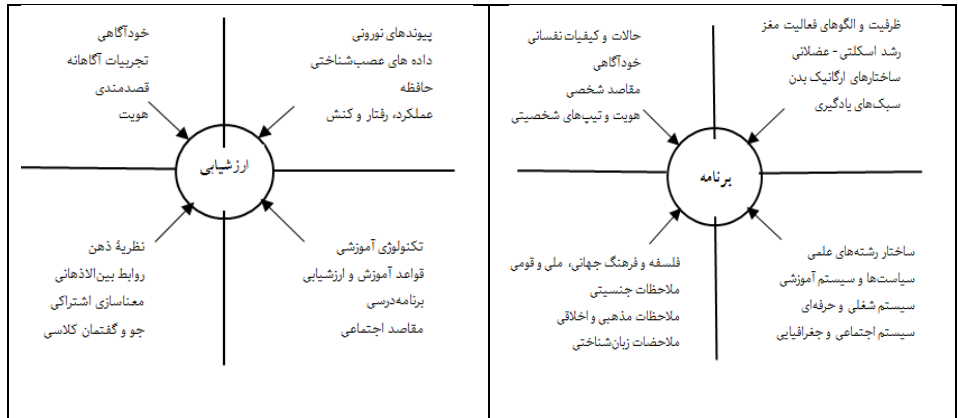 ظرفیت و الگوهای فعالیت مغز
رشد اسکلتی - عضلانی
ساختارهای ارگانیک بدن
سبک‌های یادگیری
حالات و کیفیات نفسانی
خودآگاهی
مقاصد شخصی
هویت و تیپ‌های شخصیتی
برنامه
ساختار رشته‌های علمی
سیاست‌ها و سیستم آموزشی
سیستم شغلی و حرفه‌ای
سیستم اجتماعی و جغرافیایی
فلسفه و فرهنگ جهانی، ملی و قومی
ملاحظات جنسیتی
ملاحظات مذهبی و اخلاقی
ملاحضات زبان‌شناختی
پیوندهای نورونی
داده های عصب‌شناختی
حافظه
عملکرد، رفتار و کنش
خودآگاهی
تجربیات آگاهانه
قصدمندی
هویت
ارزشیابی
تکنولوژی آموزشی
قواعد آموزش و ارزشیابی
برنامه‌درسی
مقاصد اجتماعی
نظریهٔ ذهن
روابط بین‌الاذهانی
معناسازی اشتراکی
جو و گفتمان کلاسی